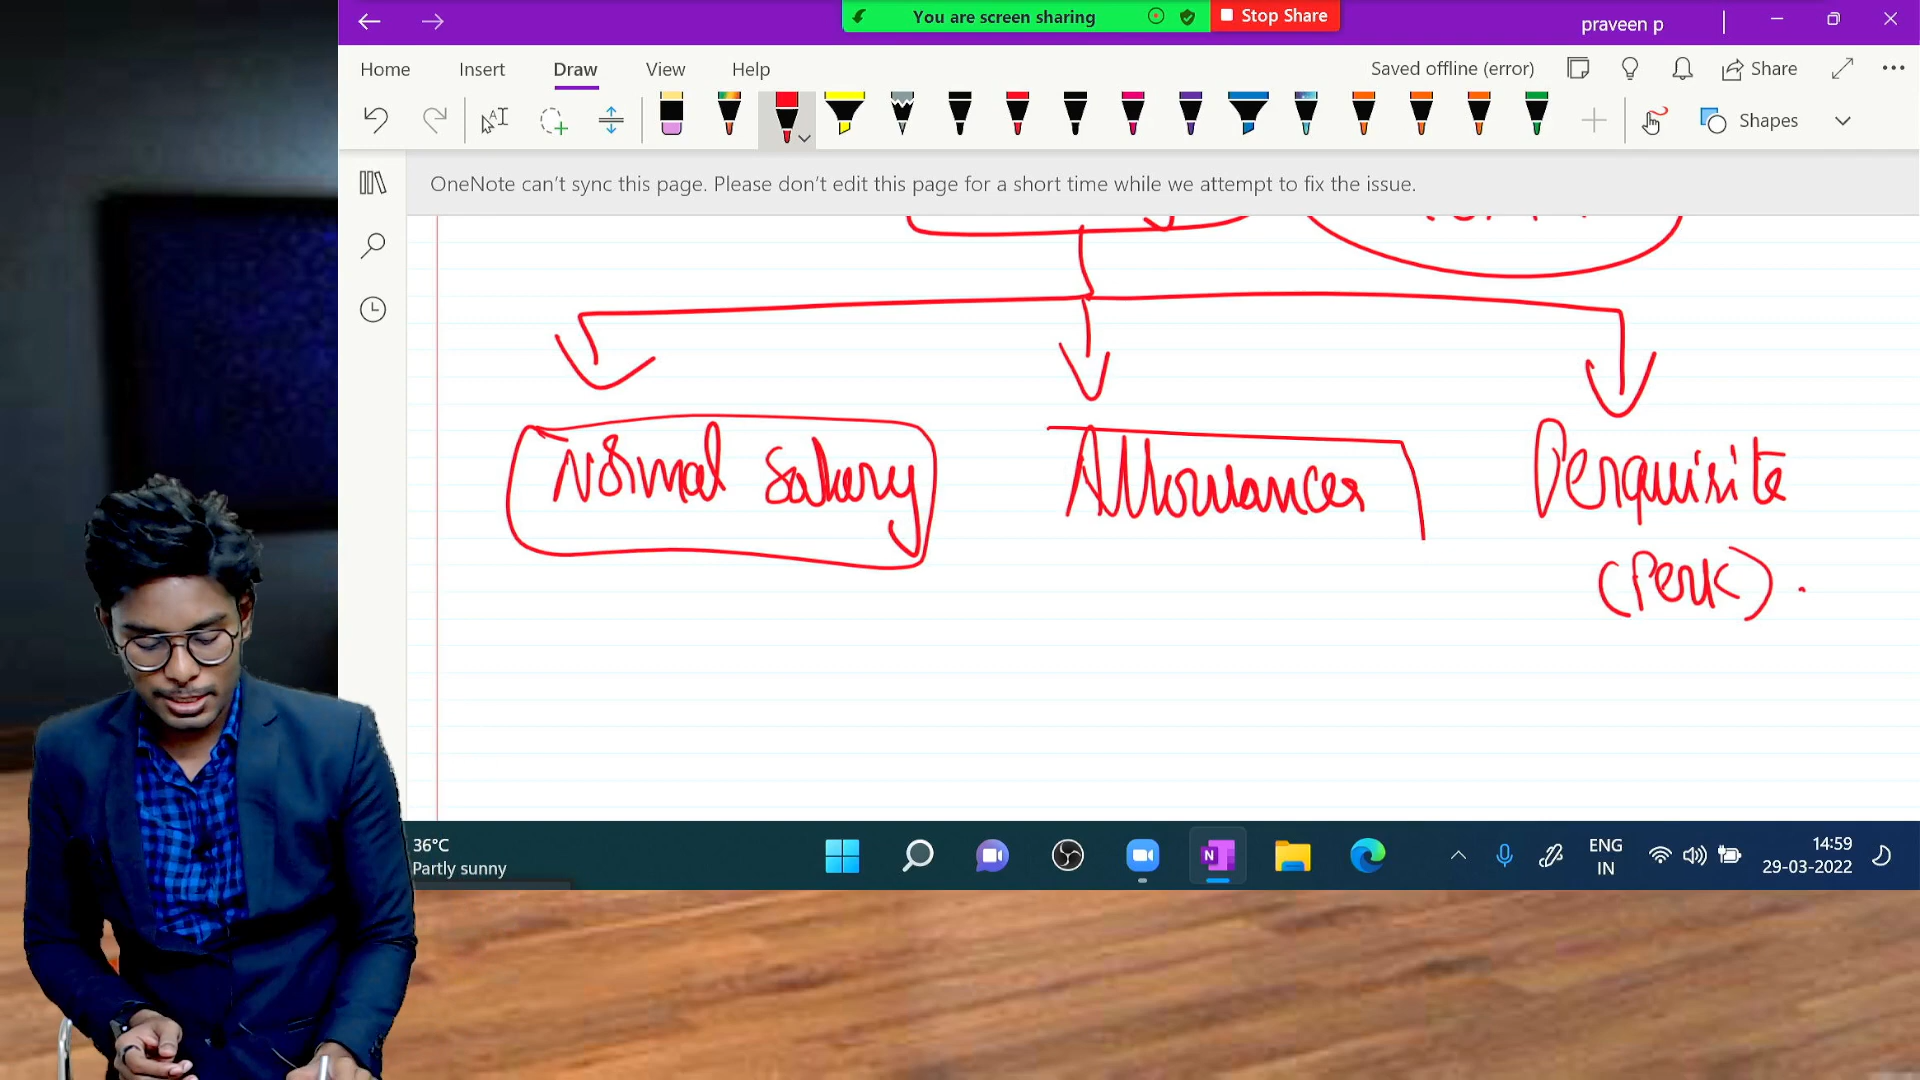 You are screen sharing
Stop Share
praveen p
Home Insert Draw View Help
Saved offline (error)
Share
Shapes
OneNote can't sync this page. Please don't edit this page for a short time while we attempt to fix the issue.
Normal Salary
Allowances
Perquisite
(Perk).
36°C
Partly sunny
ENG
IN
14:59
29-03-2022